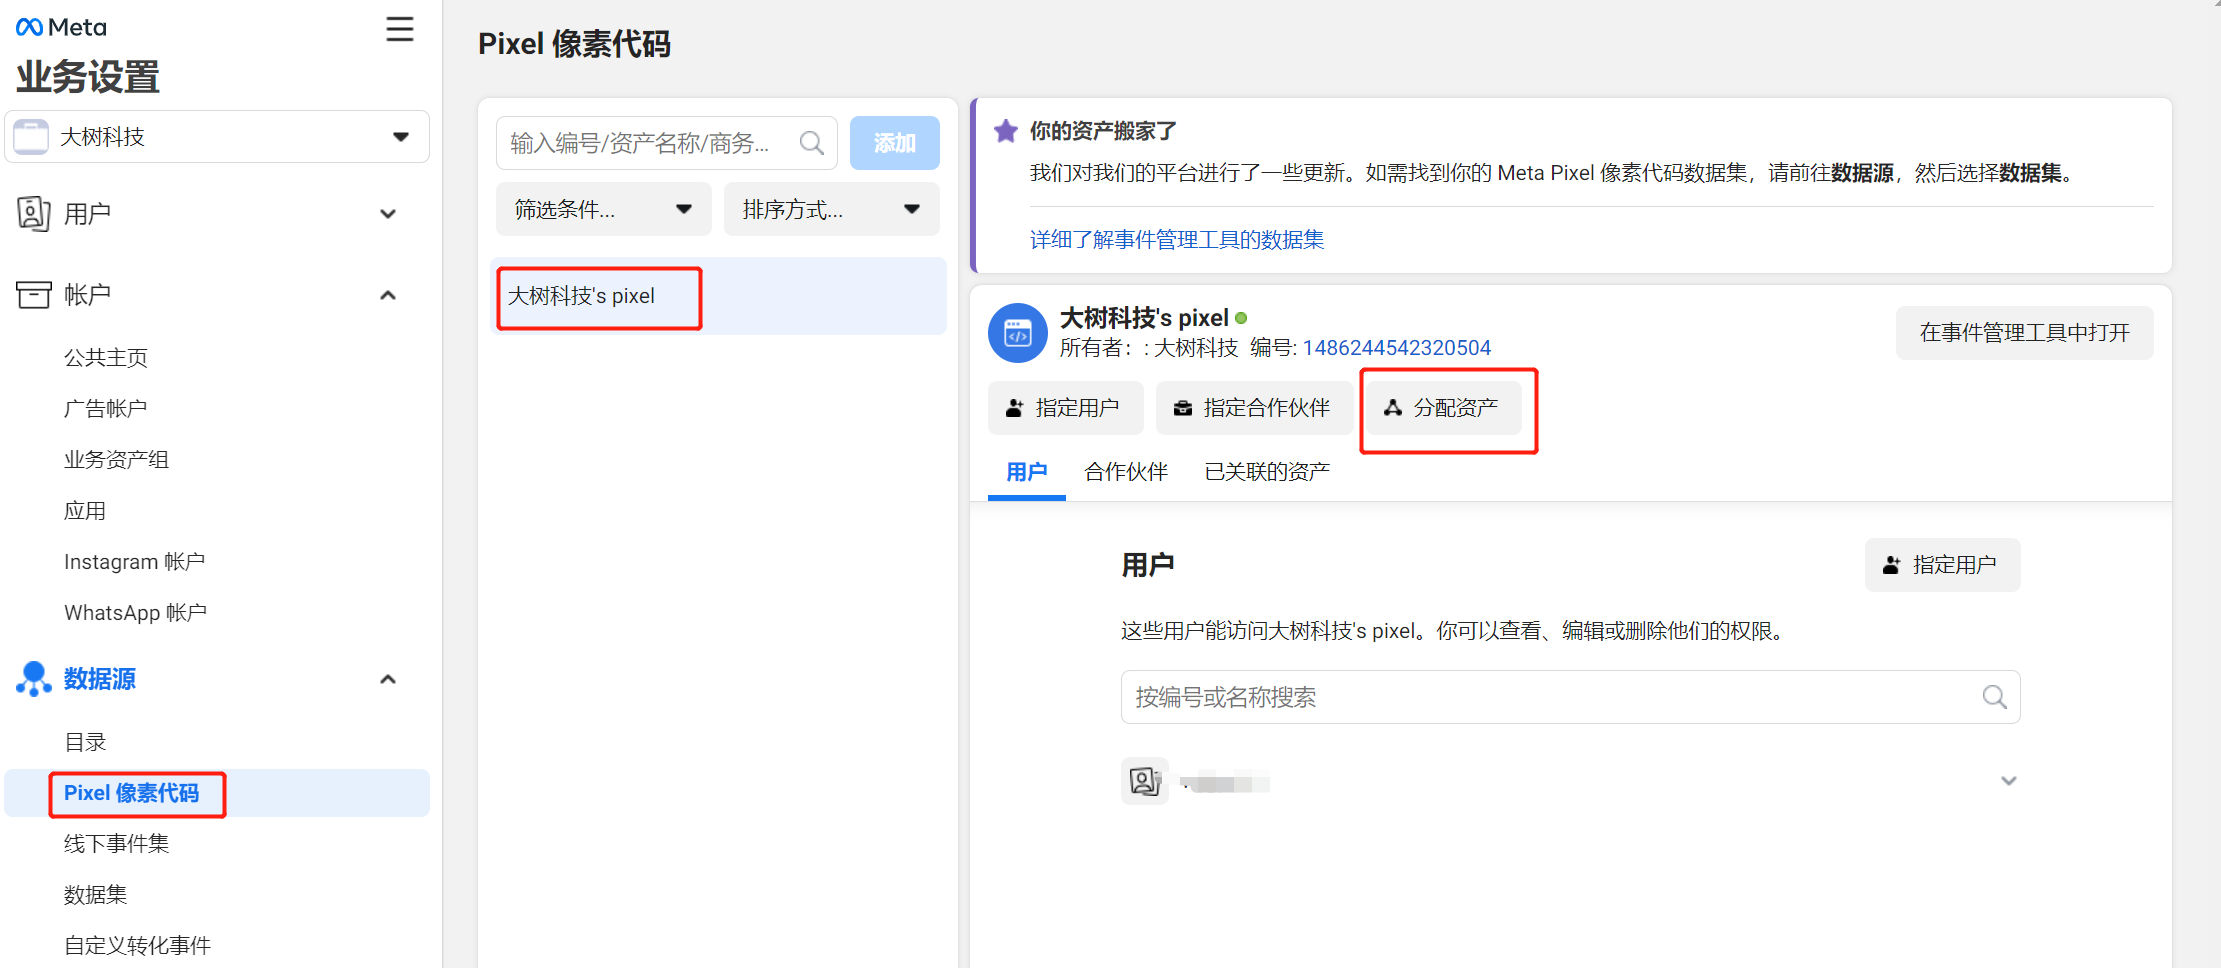 Meta
业务设置
大树科技
用户
帐户
公共主页
广告帐户
业务资产组
应用
Instagram 帐户
WhatsApp 帐户
数据源
目录
Pixel 像素代码
线下事件集
数据集
自定义转化事件
Pixel 像素代码
输入编号/资产名称/商务...
添加
筛选条件...
排序方式...
大树科技's pixel
你的资产搬家了
我们对我们的平台进行了一些更新。如需找到你的 Meta Pixel 像素代码数据集，请前往数据源，然后选择数据集。
详细了解事件管理工具的数据集
大树科技's pixel
所有者：: 大树科技 编号: 1486244542320504
在事件管理工具中打开
指定用户
指定合作伙伴
分配资产
用户
合作伙伴
已关联的资产
用户
指定用户
这些用户能访问大树科技's pixel。你可以查看、编辑或删除他们的权限。
按编号或名称搜索